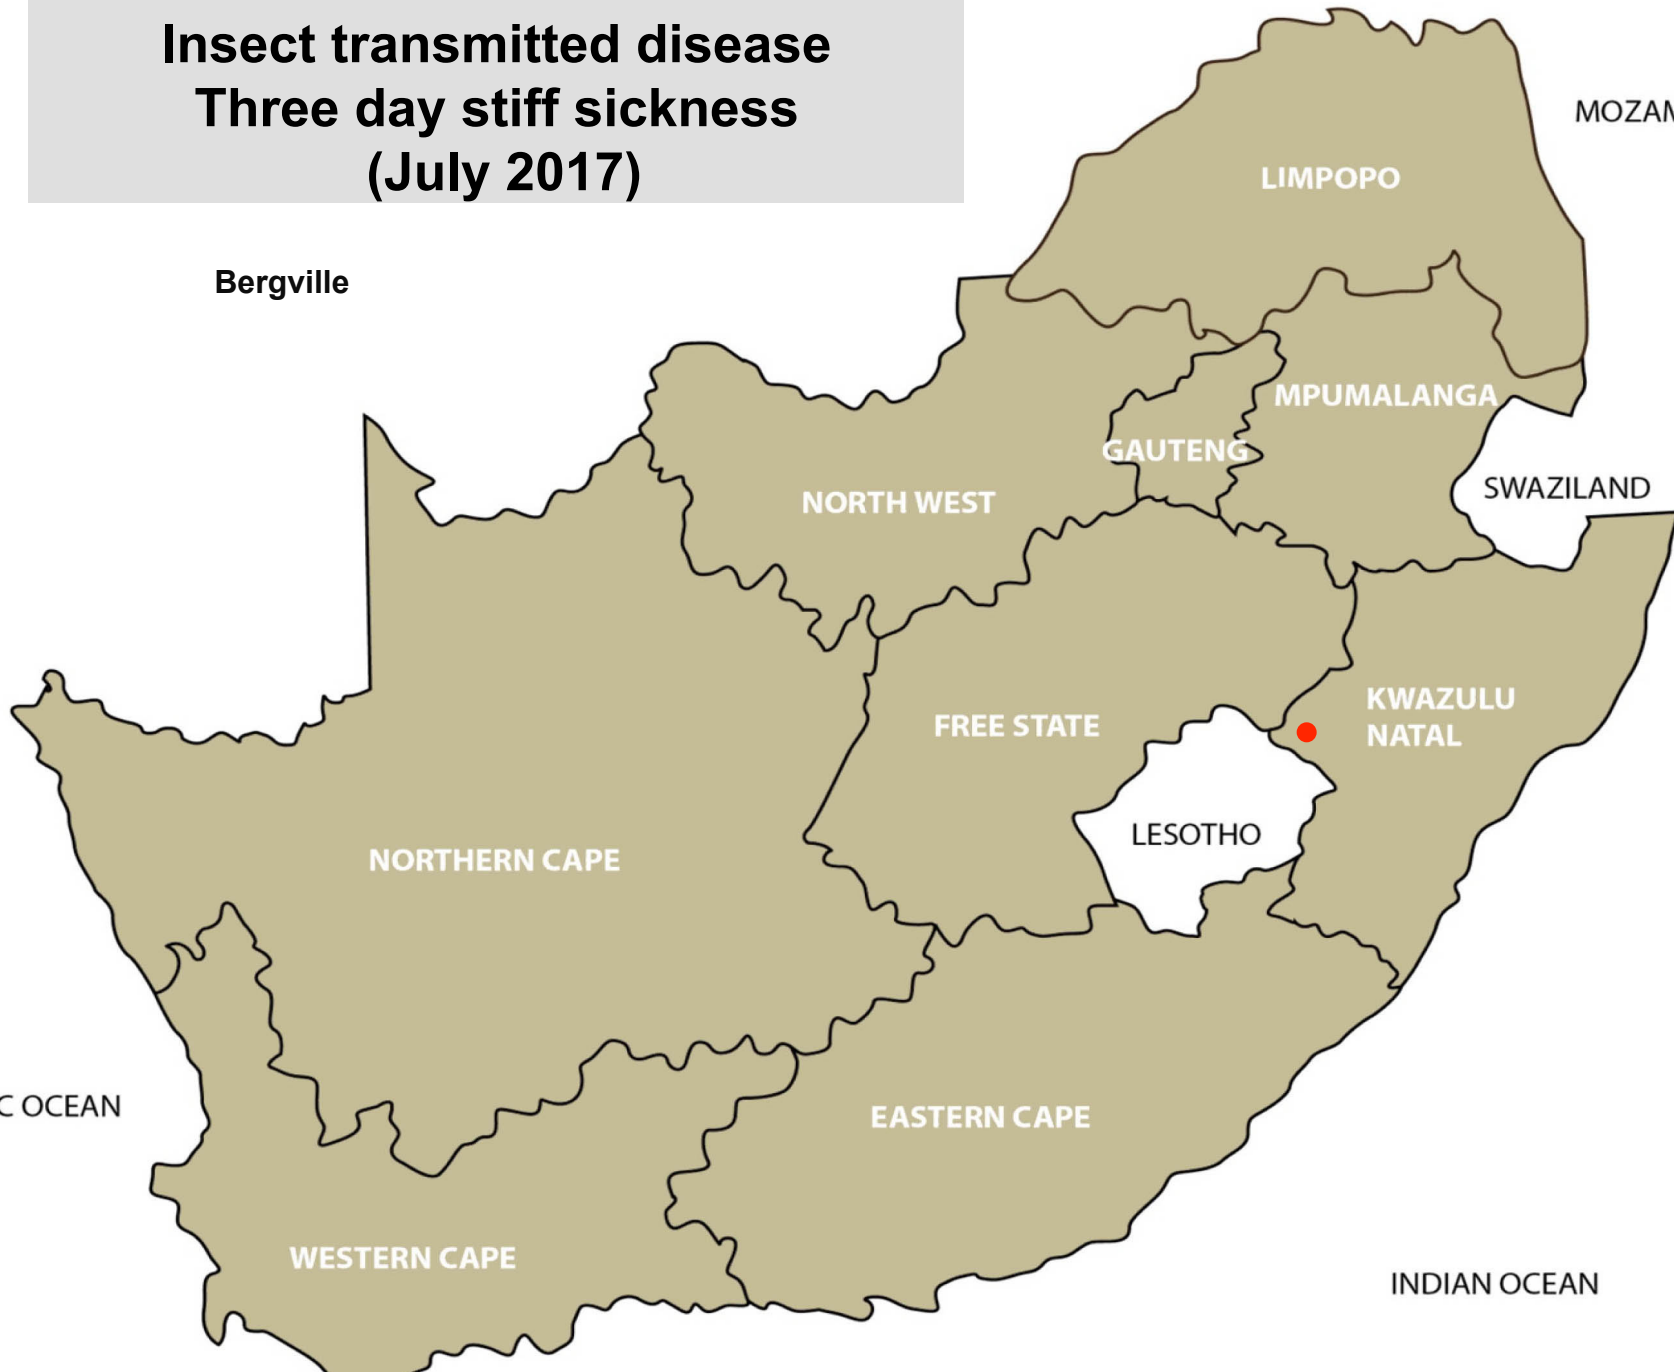 Insect transmitted disease
Three day stiff sickness
(July 2017)
MOZAM
LIMPOPO
Bergville
MPUMALANGA
GAUTENG
SWAZILAND
NORTH WEST
KWAZULU
NATAL
FREE STATE
LESOTHO
NORTHERN CAPE
C OCEAN
EASTERN CAPE
WESTERN CAPE
INDIAN OCEAN